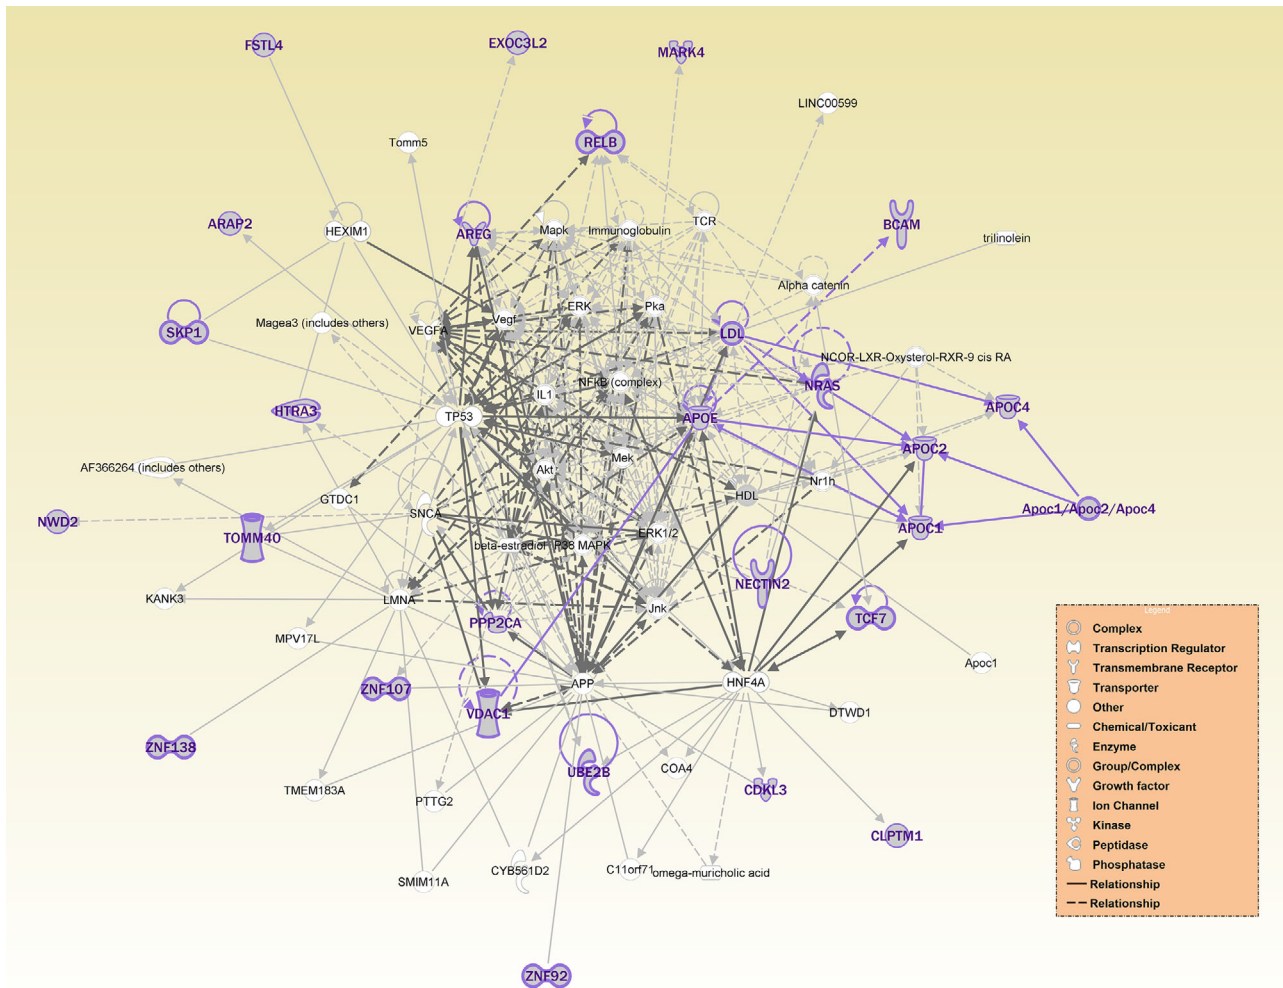 FSTL4
EXOC3L2
MARK4
LINC00599
Tomm5
RELB
ARAP2
HEXIM1
AREG
Mapk
Immunoglobulin
TCR
BCAM
trilinolein
Alpha catenin
SKP1
Magea3 (includes others)
VEGFA
Vegf
ERK
Pka
LDL
NCOR-LXR-Oxysterol-RXR-9 cis RA
HTRA3
TP53
IL1
NFkB (complex)
NRAS
APOE
APOC4
APOC2
AF366264 (includes others)
GTDC1
Akt
Mek
Nr1h
HDL
NWD2
TOMM40
SNCA
beta-estradiol
P38 MAPK
ERK1/2
APOC1
Apoc1/Apoc2/Apoc4
KANK3
LMNA
PPP2CA
Jnk
NECTIN2
TCF7
MPV17L
Apoc1
ZNF107
VDAC1
APP
HNF4A
DTWD1
ZNF138
TMEM183A
PTTG2
UBE2B
COA4
CDKL3
CLPTM1
SMIM11A
CYB561D2
C11orf71
omega-muricholic acid
ZNF92
Legend
Complex
Transcription Regulator
Transmembrane Receptor
Transporter
Other
Chemical/Toxicant
Enzyme
Group/Complex
Growth factor
Ion Channel
Kinase
Peptidase
Phosphatase
Relationship
Relationship